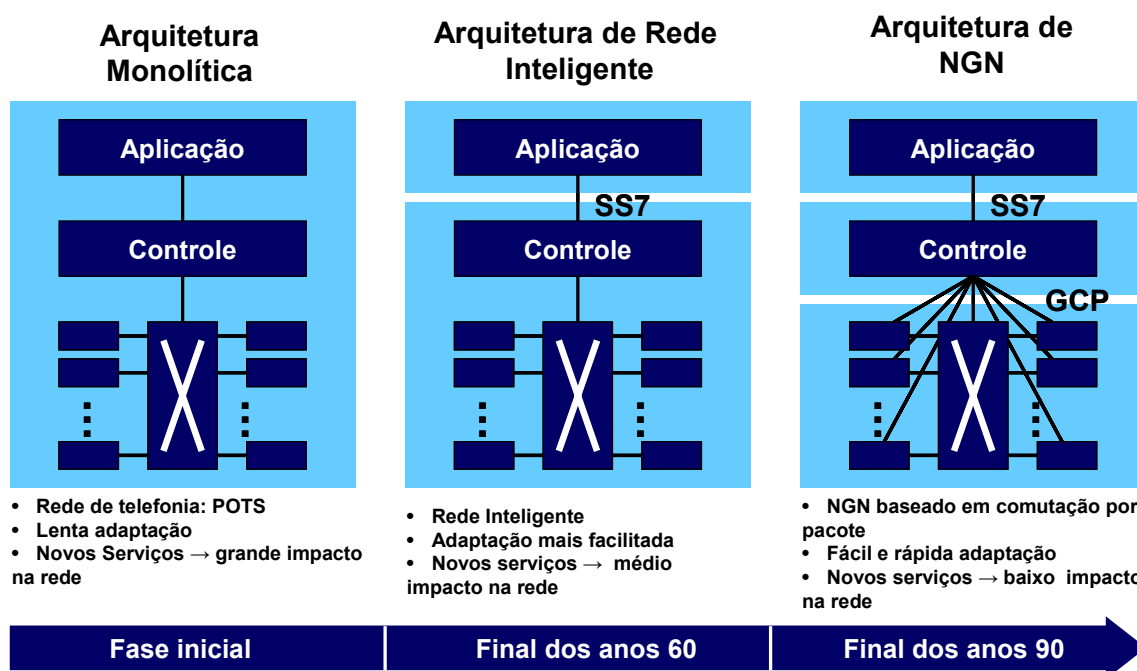 Arquitetura
Monolítica
Aplicação
Controle
• Rede de telefonia: POTS
• Lenta adaptação
• Novos Serviços → grande impacto
na rede
Fase inicial
Arquitetura de Rede
Inteligente
Aplicação
SS7
Controle
• Rede Inteligente
• Adaptação mais facilitada
• Novos serviços → médio
impacto na rede
Final dos anos 60
Arquitetura de
NGN
Aplicação
SS7
Controle
GCP
• NGN baseado em comutação por
pacote
• Fácil e rápida adaptação
• Novos serviços → baixo impacto
na rede
Final dos anos 90